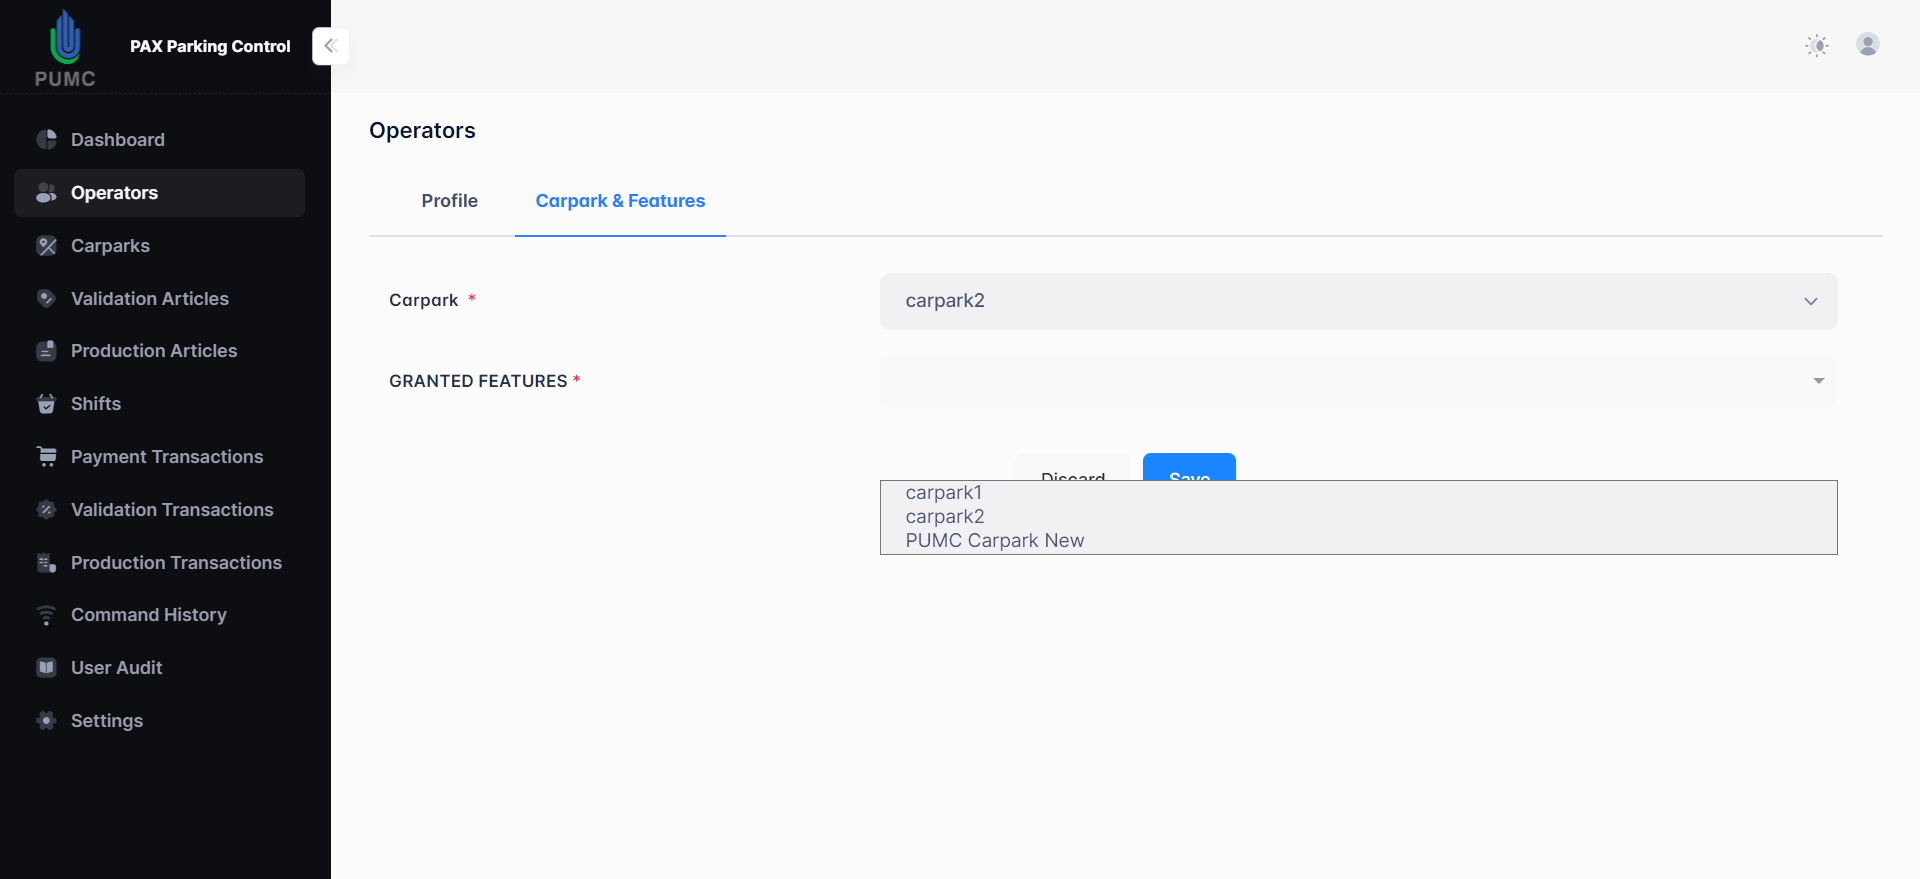 PUMC
PAX Parking Control
Dashboard
Operators
Carparks
Validation Articles
Production Articles
Shifts
Payment Transactions
Validation Transactions
Production Transactions
Command History
User Audit
Settings
Operators
Profile
Carpark & Features
Carpark *
carpark2
GRANTED FEATURES *
Discard
Save
carpark1
carpark2
PUMC Carpark New